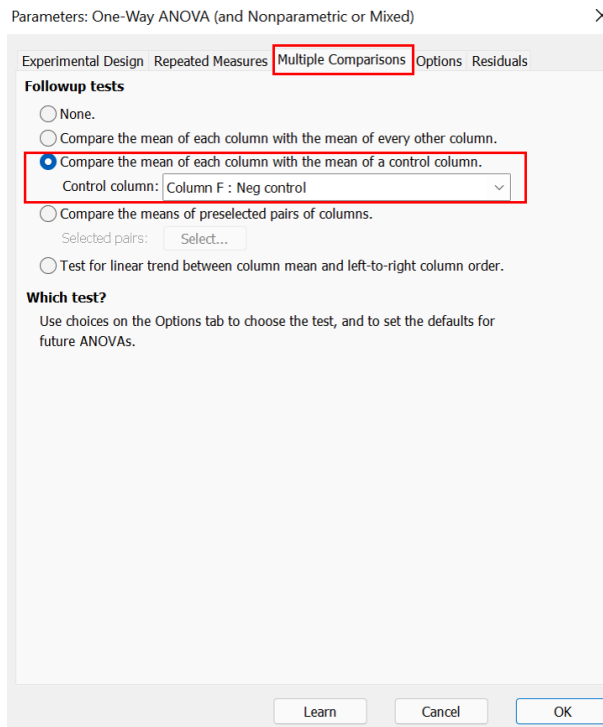 Parameters: One-Way ANOVA (and Nonparametric or Mixed)
Experimental Design Repeated Measures Multiple Comparisons Options Residuals
Followup tests
None.
Compare the mean of each column with the mean of every other column.
Compare the mean of each column with the mean of a control column.
Control column: Column F : Neg control
Compare the means of preselected pairs of columns.
Selected pairs: Select...
Test for linear trend between column mean and left-to-right column order.
Which test?
Use choices on the Options tab to choose the test, and to set the defaults for
future ANOVAs.
Learn Cancel OK